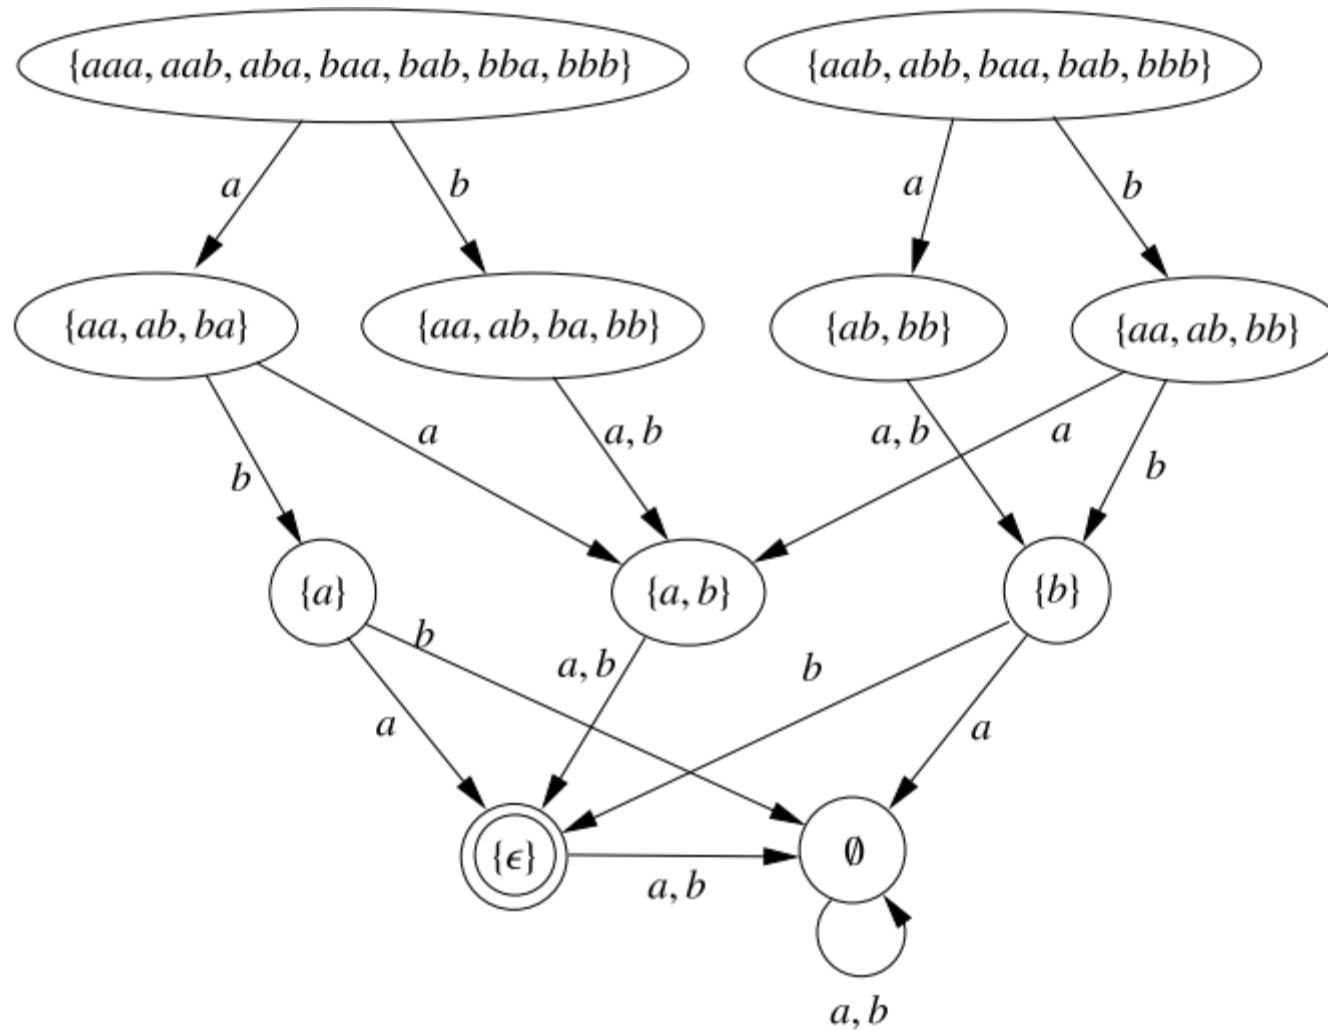 {aaa, aab, aba, baa, bab, bba, bbb} {aab, abb, baa, bab, bbb}
a b a b
{aa, ab, ba} {aa, ab, ba, bb} {ab, bb} {aa, ab, bb}
a a, b a, b a
b b
{a} {a, b} {b}
b
a, b b
a a
{ϵ} ∅
a, b
a, b